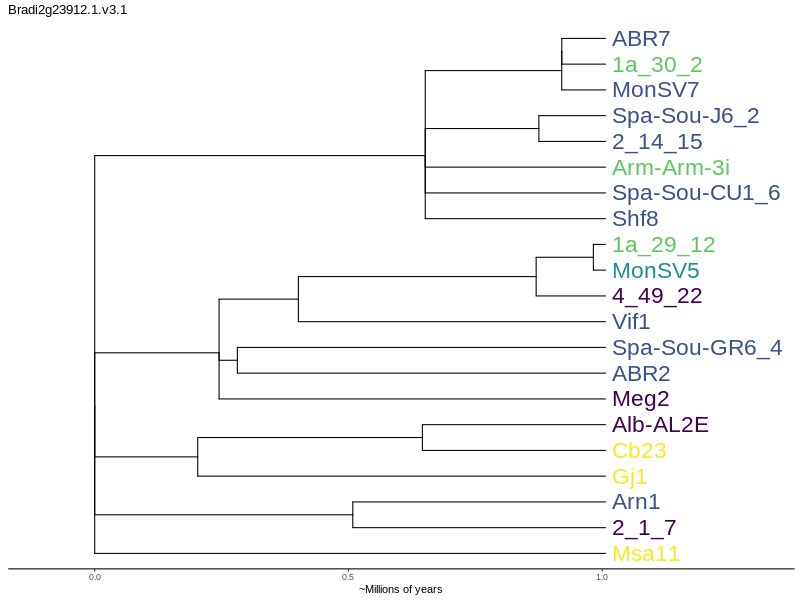 Bradi2g23912.1.v3.1
ABR7
1a_30_2
MonSV7
Spa-Sou-J6_2
2_14_15
Arm-Arm-3i
Spa-Sou-CU1_6
Shf8
1a_29_12
MonSV5
4_49_22
Vif1
Spa-Sou-GR6_4
ABR2
Meg2
Alb-AL2E
Cb23
Gj1
Arn1
2_1_7
Msa11
0.0 0.5 1.0
~Millions of years